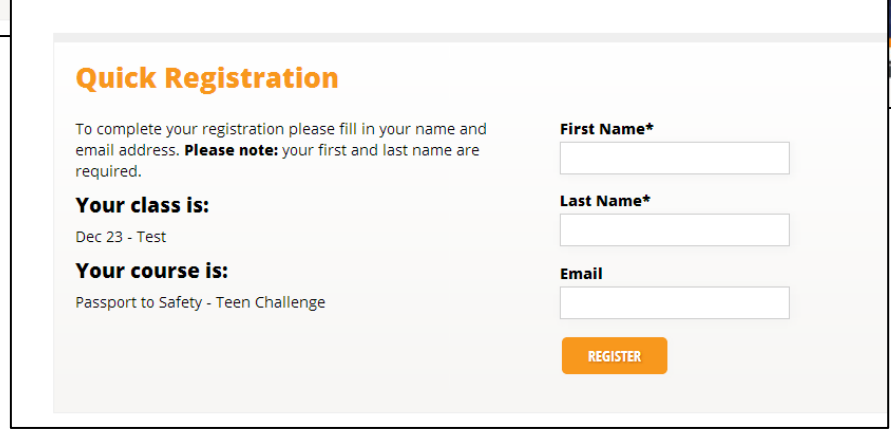 Quick Registration
To complete your registration please fill in your name and
email address. Please note: your first and last name are
required.
Your class is:
Dec 23 - Test
Your course is:
Passport to Safety - Teen Challenge
First Name*
Last Name*
Email
REGISTER